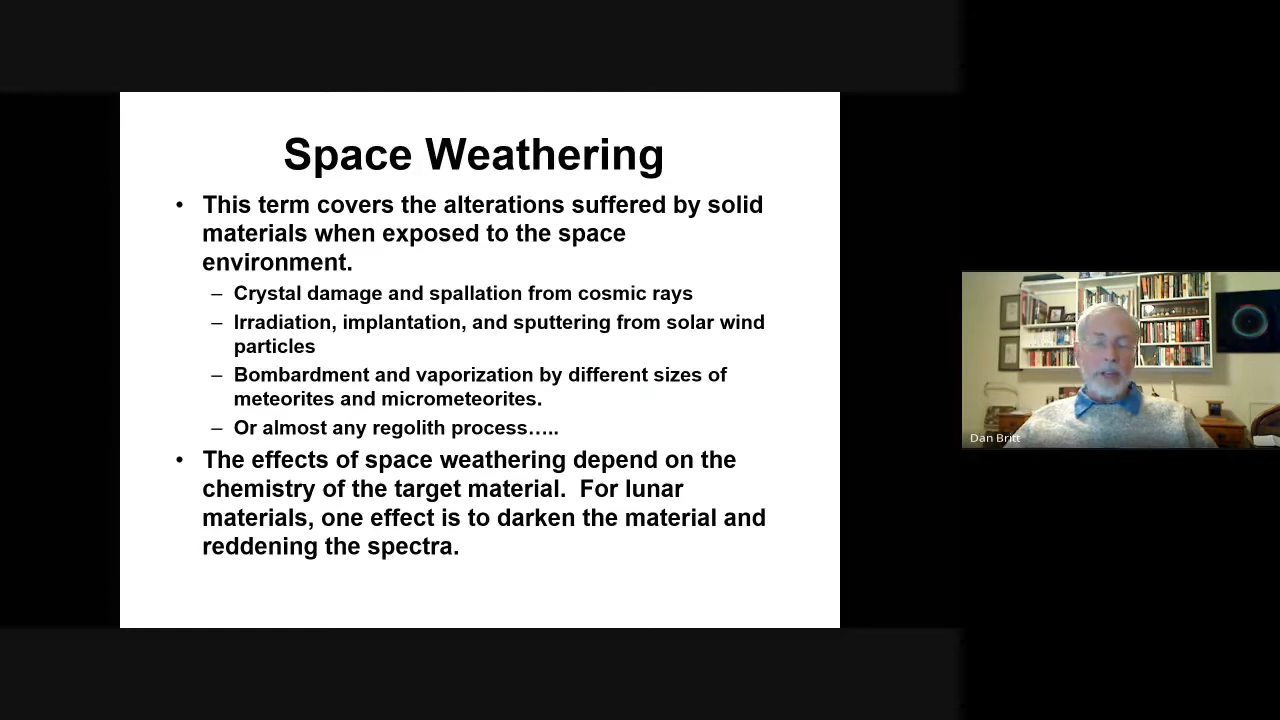 Space Weathering
• This term covers the alterations suffered by solid
materials when exposed to the space
environment.
– Crystal damage and spallation from cosmic rays
– Irradiation, implantation, and sputtering from solar wind
particles
– Bombardment and vaporization by different sizes of
meteorites and micrometeorites.
– Or almost any regolith process…..
• The effects of space weathering depend on the
chemistry of the target material.  For lunar
materials, one effect is to darken the material and
reddening the spectra.
Dan Britt